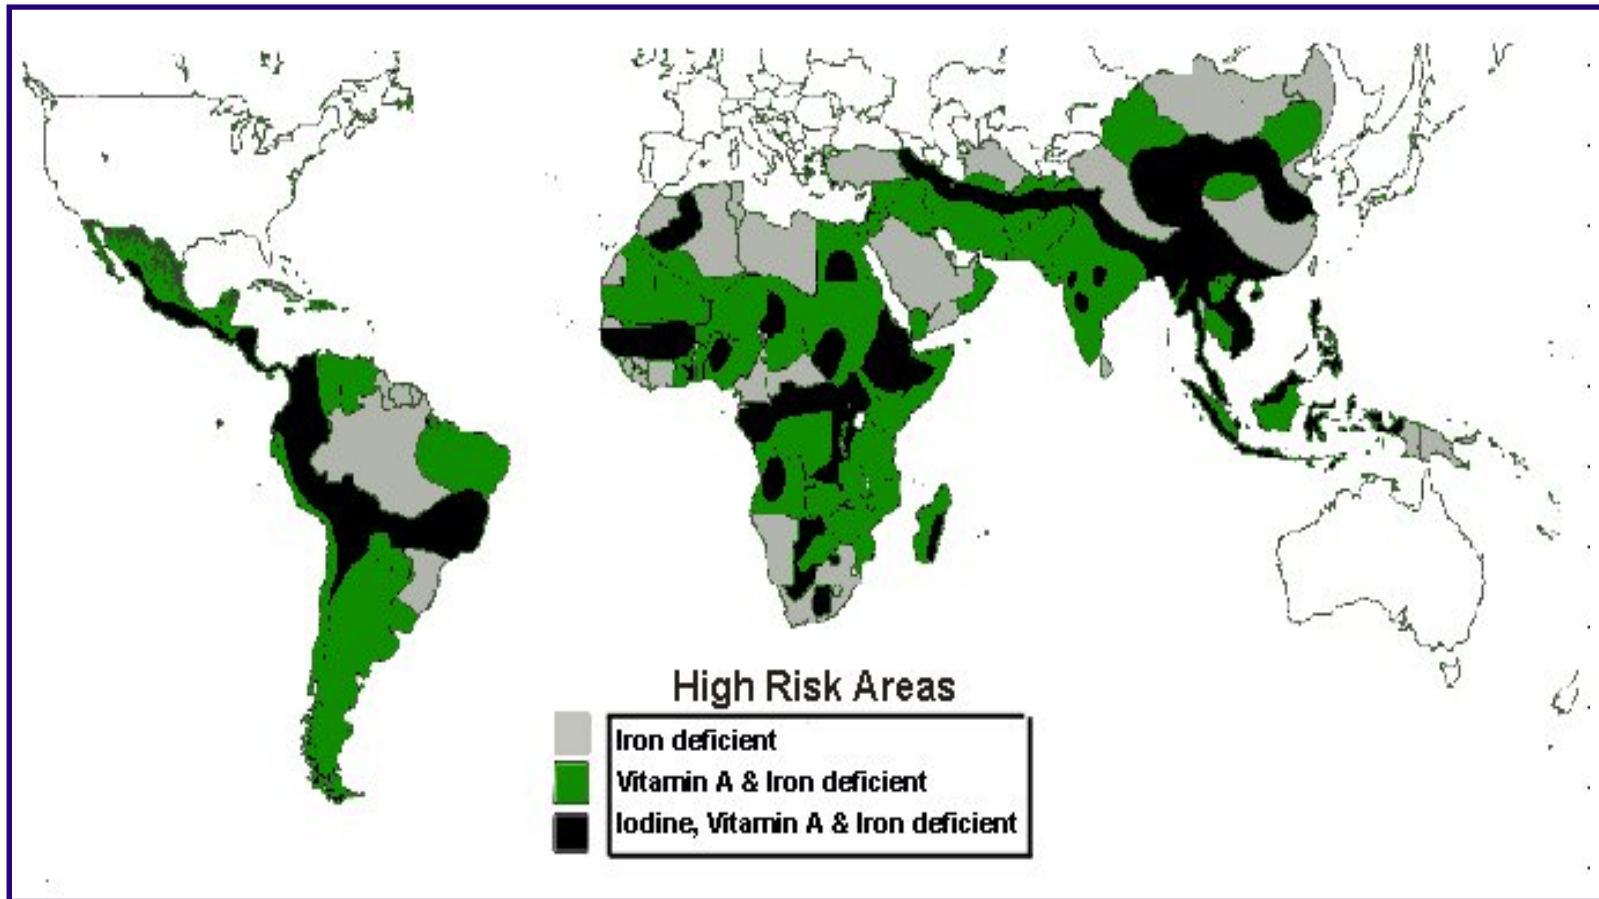 High Risk Areas
Iron deficient
Vitamin A & Iron deficient
Iodine, Vitamin A & Iron deficient